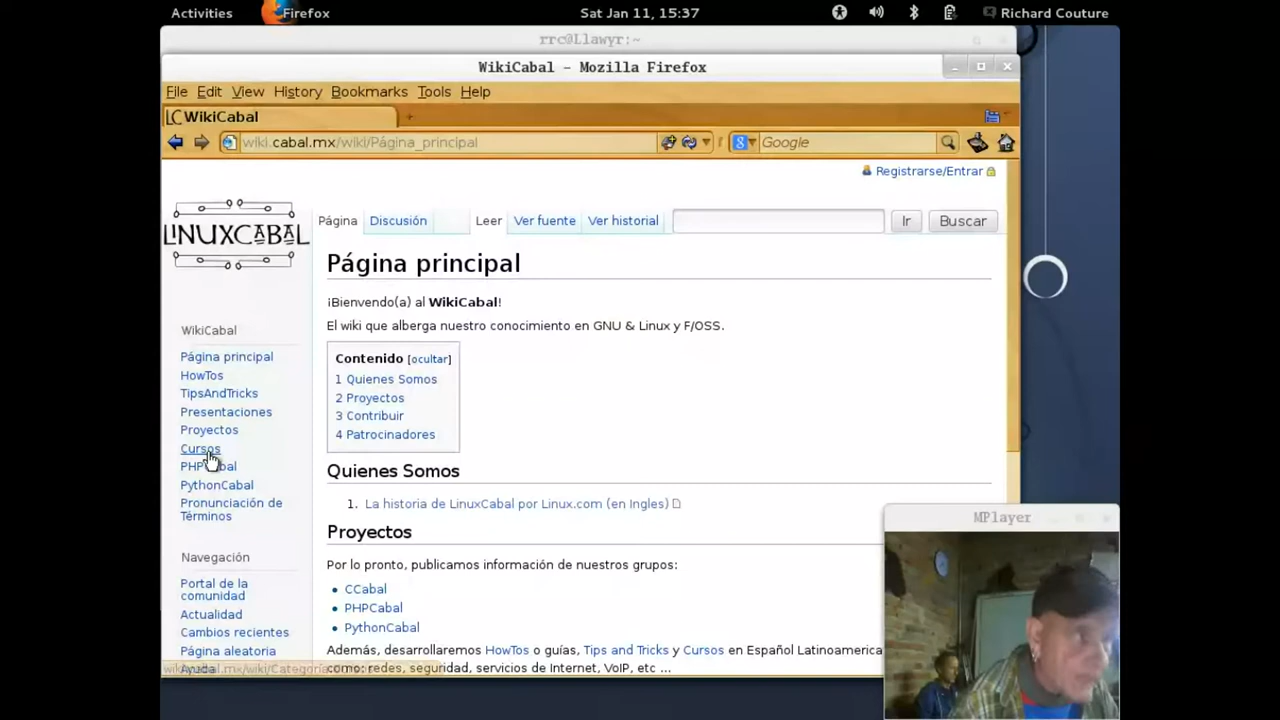 Activities Firefox Sat Jan 11, 15:37 Richard Couture
rrc@Llawyr:~
WikiCabal - Mozilla Firefox
File Edit View History Bookmarks Tools Help
LC WikiCabal +
wiki.cabal.mx/wiki/Página_principal Google
Registrarse/Entrar
LINUXCABAL
Página Discusión Leer Ver fuente Ver historial Ir Buscar
Página principal
¡Bienvendo(a) al WikiCabal!
El wiki que alberga nuestro conocimiento en GNU & Linux y F/OSS.
Contenido [ocultar]
1 Quienes Somos
2 Proyectos
3 Contribuir
4 Patrocinadores
Quienes Somos
1. La historia de LinuxCabal por Linux.com (en Ingles)
Proyectos
Por lo pronto, publicamos información de nuestros grupos:
• CCabal
• PHPCabal
• PythonCabal
Además, desarrolleremos HowTos o guías, Tips and Tricks y Cursos en Español Latinoamerica
como: redes, seguridad, servicios de Internet, VoIP, etc ...
WikiCabal
Página principal
HowTos
TipsAndTricks
Presentaciones
Proyectos
Cursos
PHPCabal
PythonCabal
Pronunciación de
Términos
Navegación
Portal de la
comunidad
Actualidad
Cambios recientes
Página aleatoria
Ayuda
MPlayer